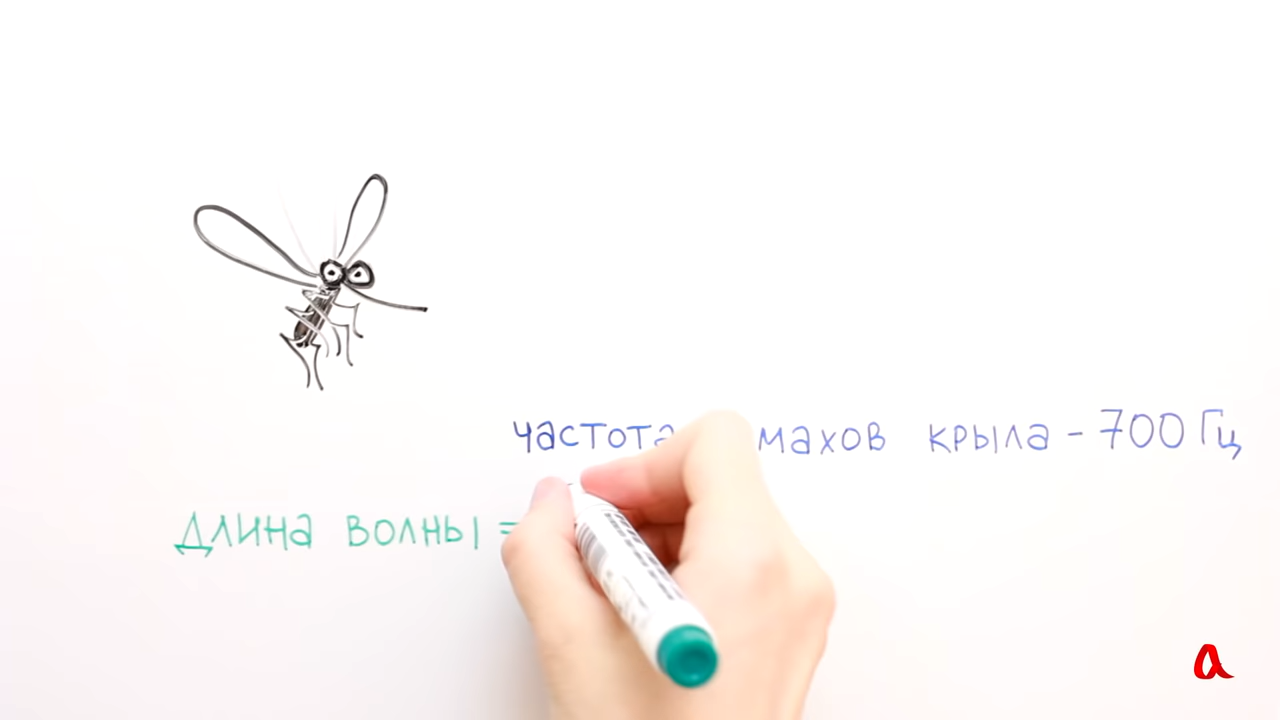 частота махов крыла - 700 Гц
длина волны =
a